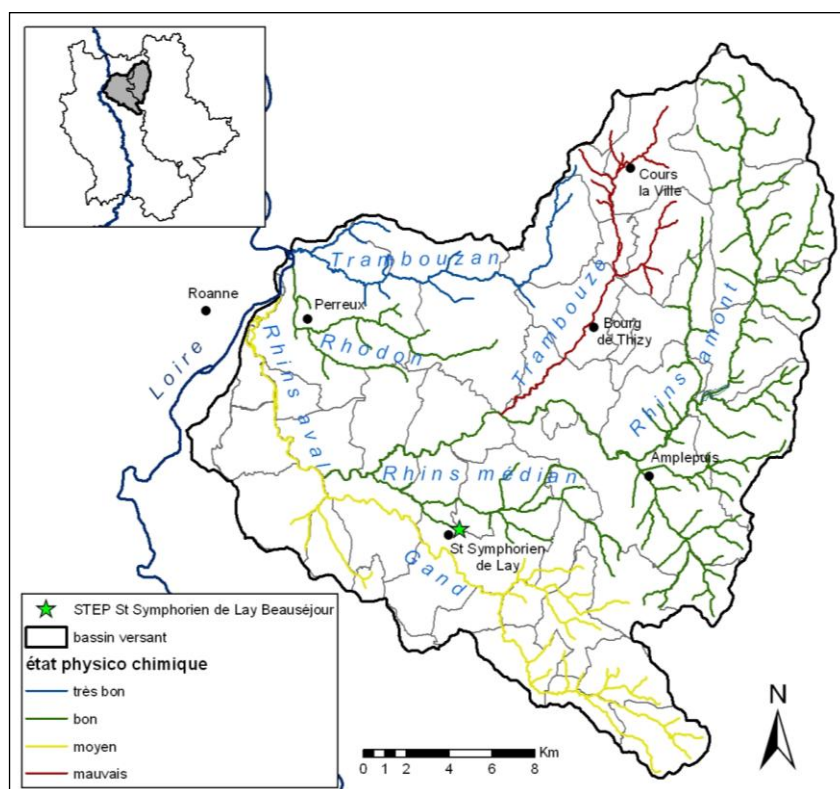 Cours
la Ville
Trambouzan
Roanne
Perreux
Bourg
de Thizy
Trambouze
Rhodon
Loire
Rhins amont
Rhins aval
Amplepuis
Rhins médian
St Symphorien
de Lay
Gand
STEP St Symphorien de Lay Beauséjour
bassin versant
état physico chimique
très bon
bon
moyen
mauvais
Km
0 1 2 4 6 8
N